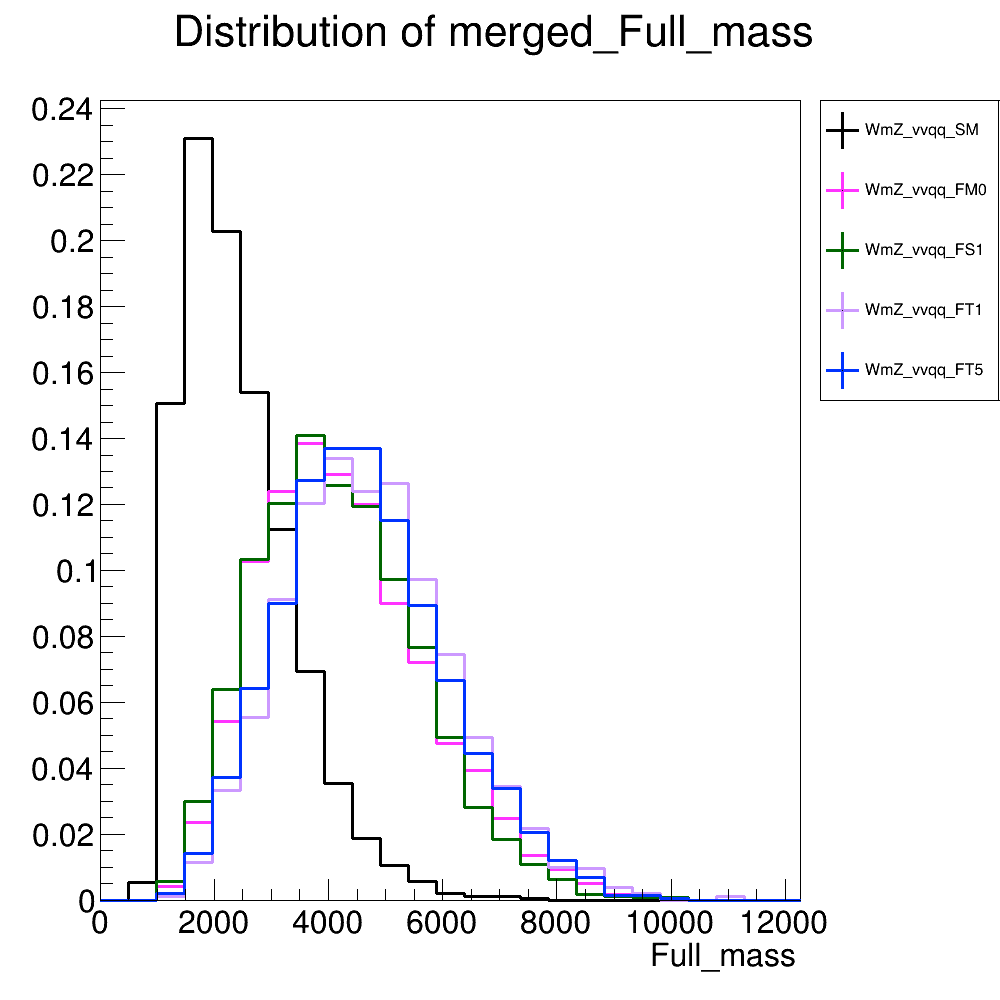 Distribution of merged_Full_mass
0.24
0.22
0.2
0.18
0.16
0.14
0.12
0.1
0.08
0.06
0.04
0.02
0
0 2000 4000 6000 8000 10000 12000
Full_mass
WmZ_vvqq_SM
WmZ_vvqq_FM0
WmZ_vvqq_FS1
WmZ_vvqq_FT1
WmZ_vvqq_FT5